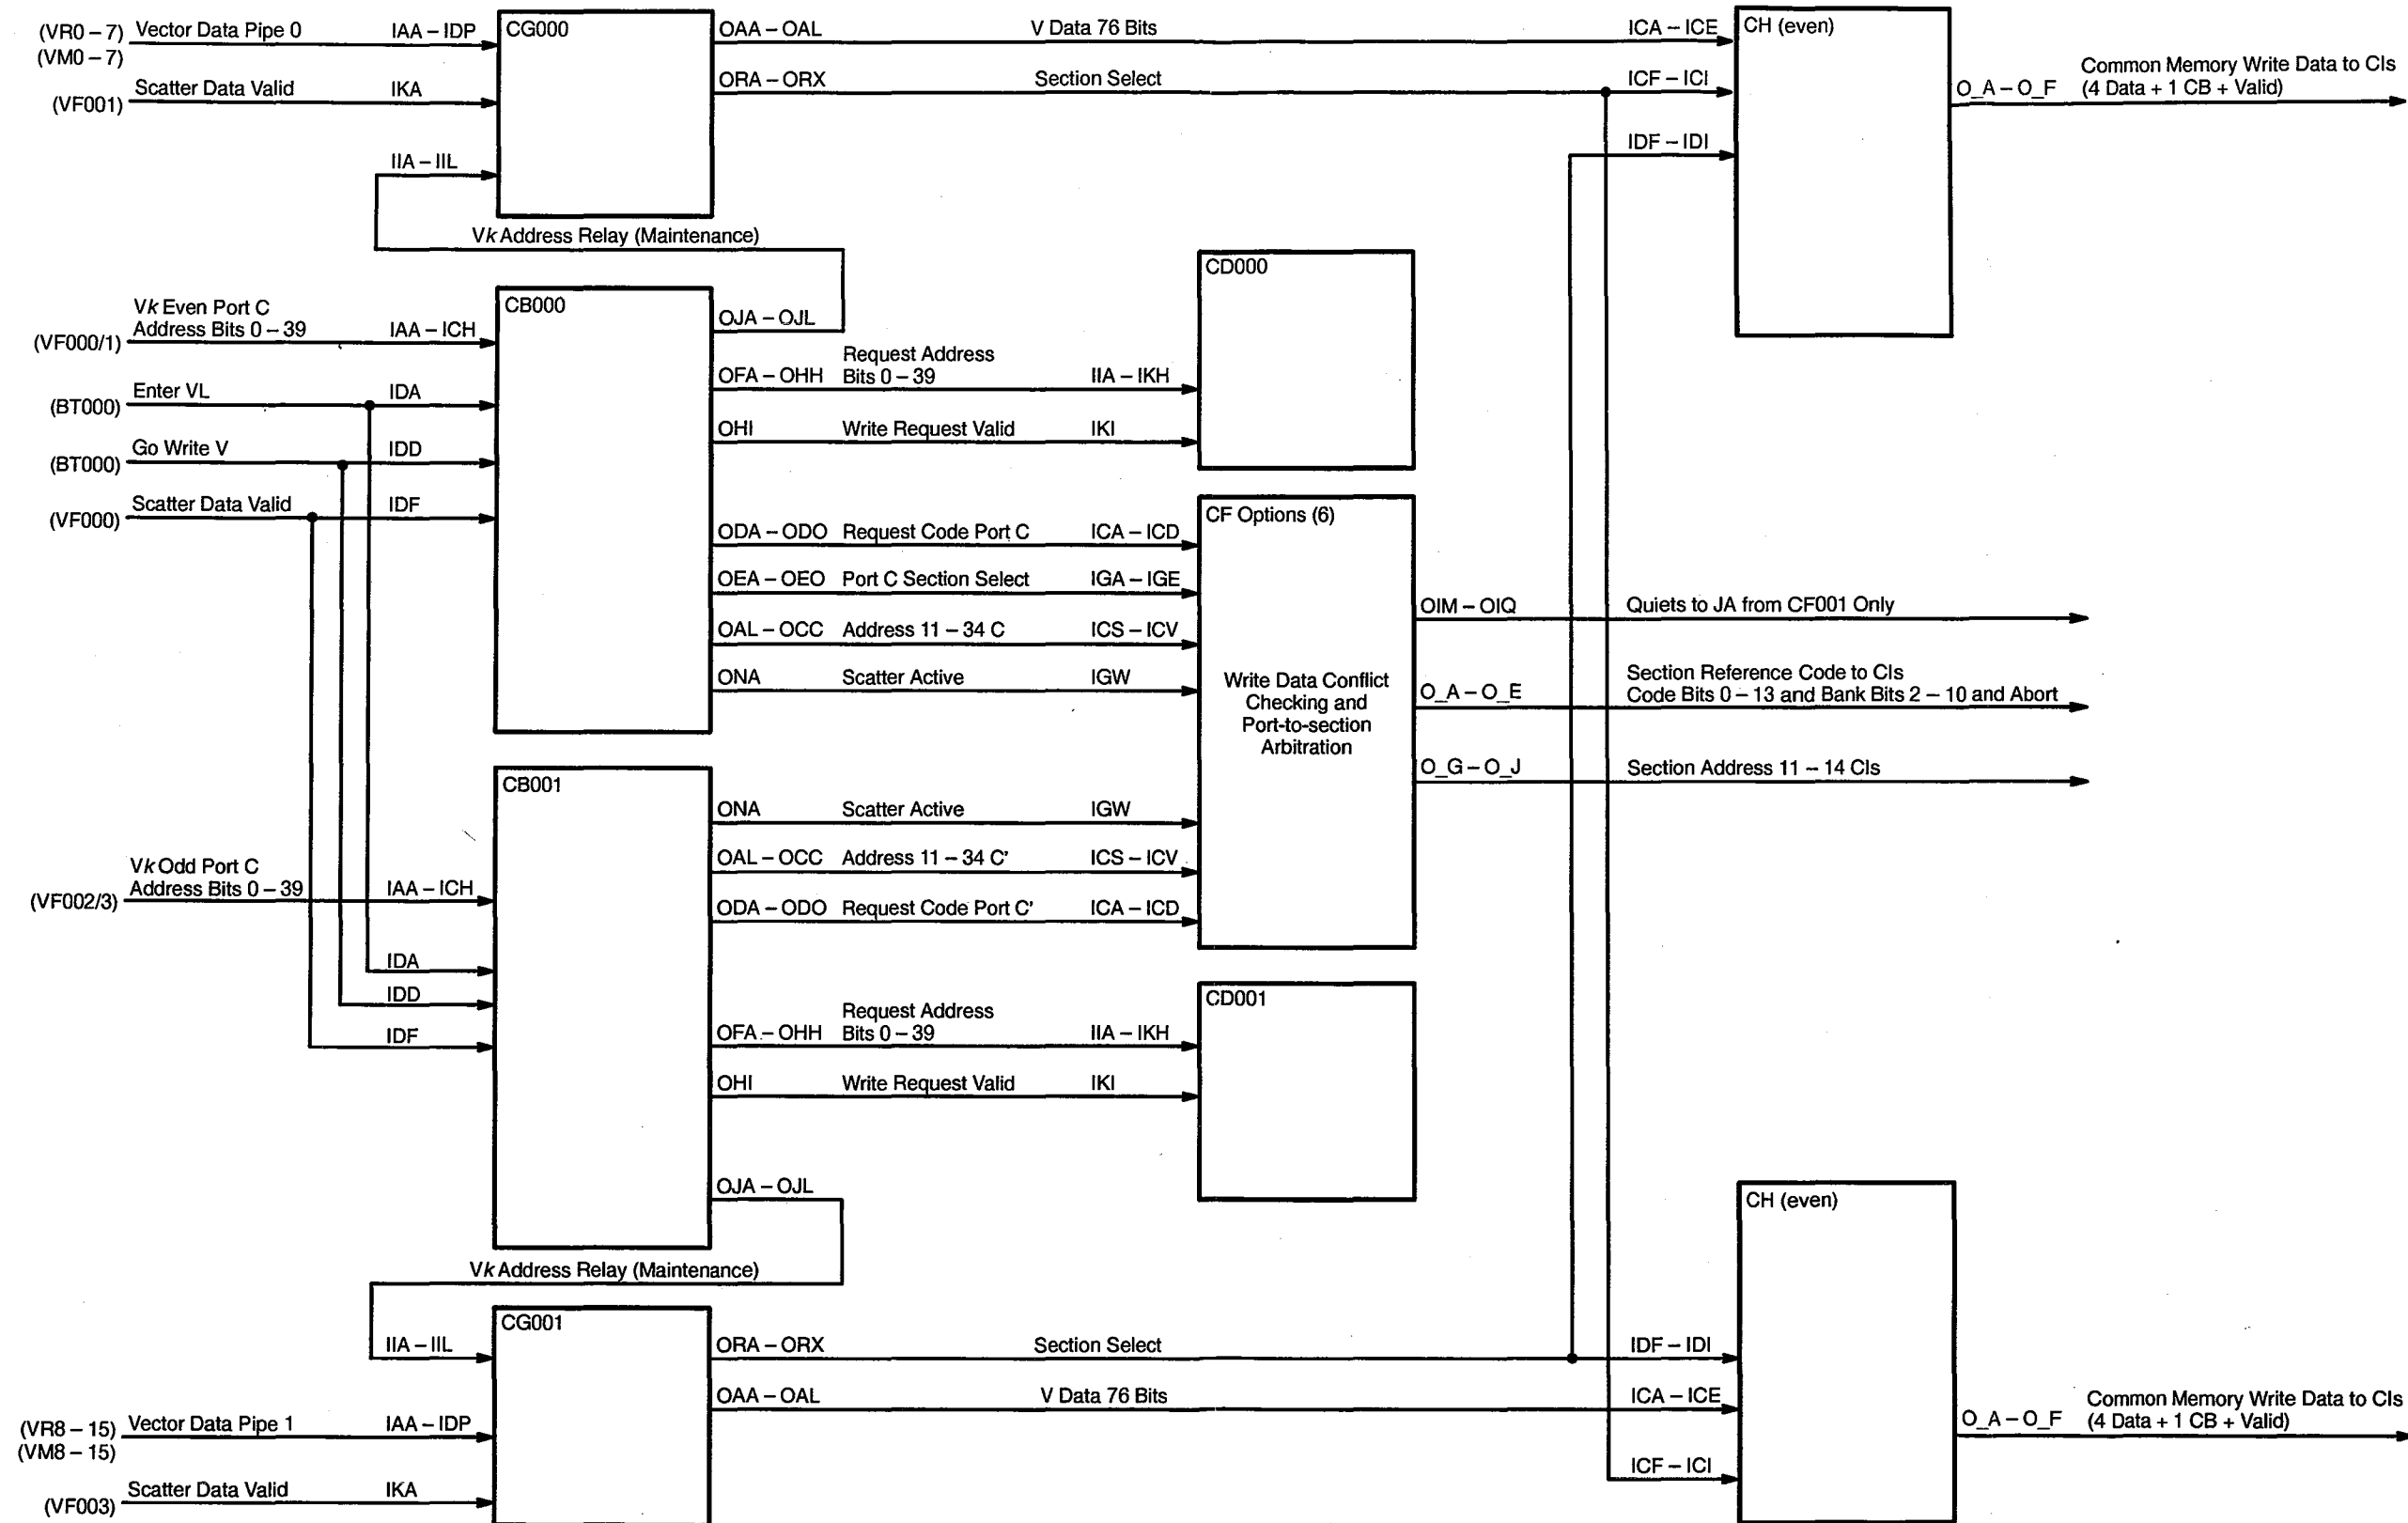 (VR0 – 7) Vector Data Pipe 0 IAA – IDP
(VM0 – 7)
Scatter Data Valid IKA
(VF001)
IIA – IIL
CG000
OAA – OAL V Data 76 Bits ICA – ICE
ORA – ORX Section Select ICF – ICI
IDF – IDI
CH (even)
O_A – O_F
Common Memory Write Data to CIs
(4 Data + 1 CB + Valid)
Vk Address Relay (Maintenance)
Vk Even Port C
Address Bits 0 – 39 IAA – ICH
(VF000/1)
Enter VL IDA
(BT000)
Go Write V IDD
(BT000)
Scatter Data Valid IDF
(VF000)
CB000
OJA – OJL
Request Address
OFA – OHH Bits 0 – 39 IIA – IKH
OHI Write Request Valid IKI
CD000
ODA – ODO Request Code Port C ICA – ICD
OEA – OEO Port C Section Select IGA – IGE
OAL – OCC Address 11 – 34 C ICS – ICV
ONA Scatter Active IGW
CF Options (6)
Write Data Conflict
Checking and
Port-to-section
Arbitration
OIM – OIQ Quiets to JA from CF001 Only
Section Reference Code to CIs
O_A – O_E Code Bits 0 – 13 and Bank Bits 2 – 10 and Abort
O_G – O_J Section Address 11 – 14 CIs
CB001
ONA Scatter Active IGW
OAL – OCC Address 11 – 34 C' ICS – ICV
ODA – ODO Request Code Port C' ICA – ICD
Vk Odd Port C
Address Bits 0 – 39 IAA – ICH
(VF002/3)
IDA
IDD
IDF
Request Address
OFA – OHH Bits 0 – 39 IIA – IKH
OHI Write Request Valid IKI
CD001
OJA – OJL
Vk Address Relay (Maintenance)
CG001
IIA – IIL
ORA – ORX Section Select IDF – IDI
OAA – OAL V Data 76 Bits ICA – ICE
ICF – ICI
(VR8 – 15) Vector Data Pipe 1 IAA – IDP
(VM8 – 15)
Scatter Data Valid IKA
(VF003)
CH (even)
O_A – O_F
Common Memory Write Data to CIs
(4 Data + 1 CB + Valid)